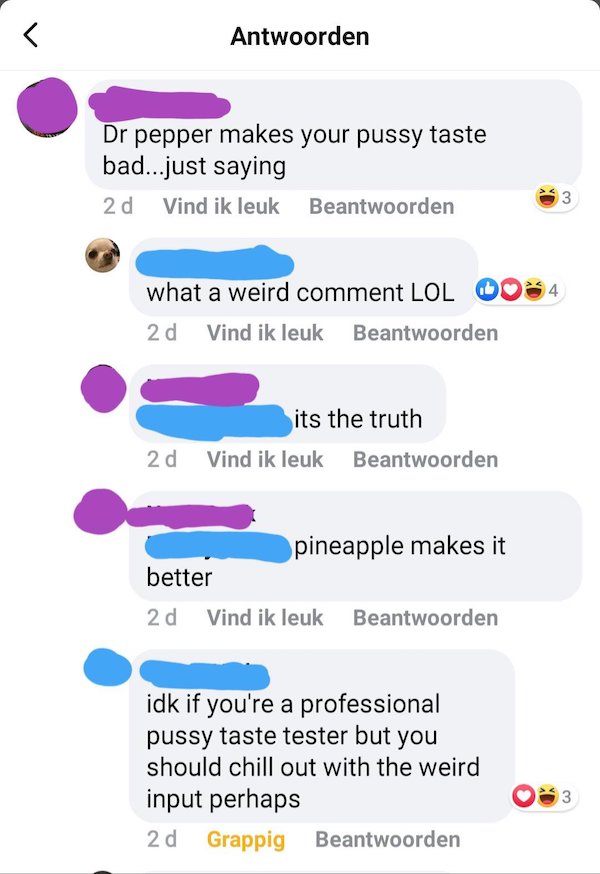 Antwoorden
Dr pepper makes your pussy taste
bad...just saying
2 d Vind ik leuk Beantwoorden
3
what a weird comment LOL
4
2 d Vind ik leuk Beantwoorden
its the truth
2 d Vind ik leuk Beantwoorden
pineapple makes it
better
2 d Vind ik leuk Beantwoorden
idk if you're a professional
pussy taste tester but you
should chill out with the weird
input perhaps
3
2 d Grappig Beantwoorden